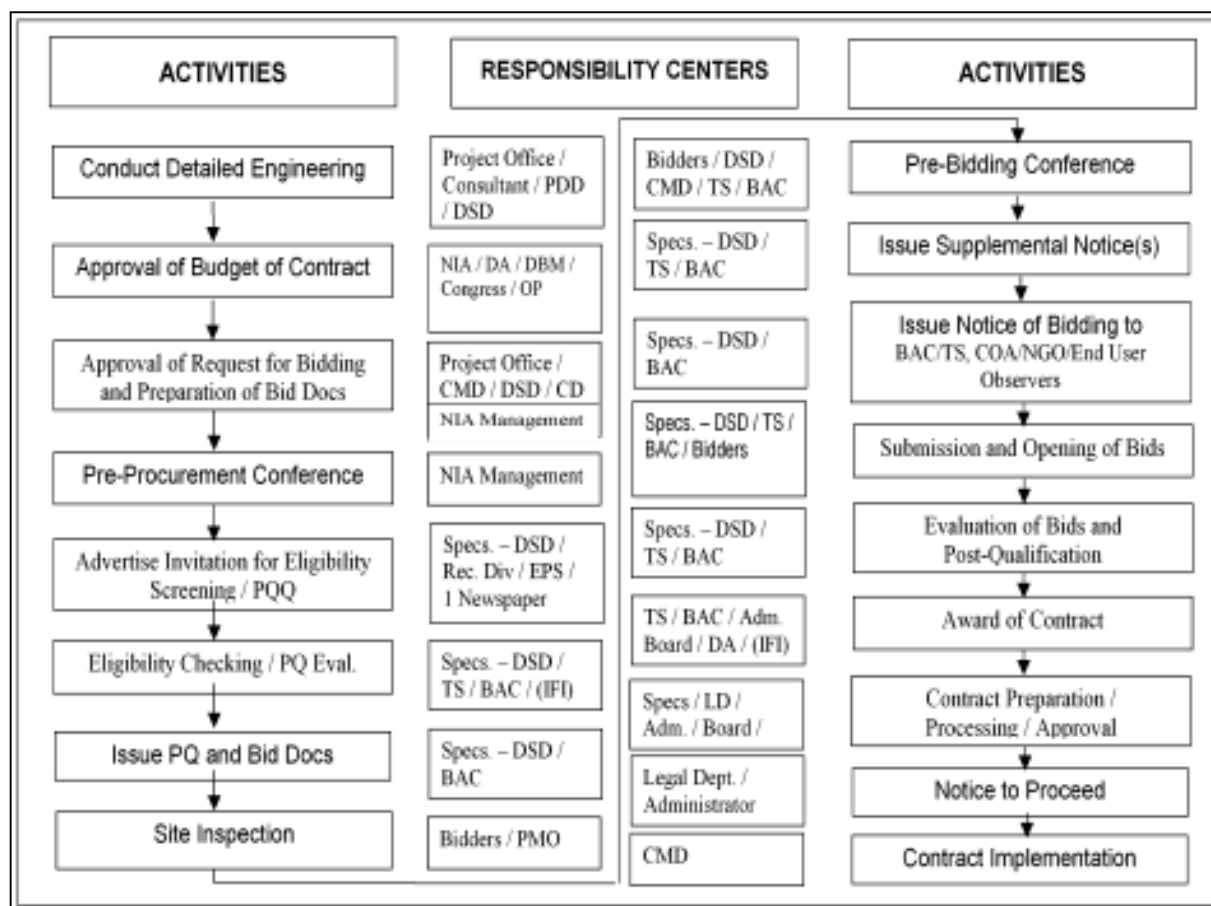 ACTIVITIES
RESPONSIBILITY CENTERS
ACTIVITIES
Conduct Detailed Engineering
Approval of Budget of Contract
Approval of Request for Bidding
and Preparation of Bid Docs
Pre-Procurement Conference
Advertise Invitation for Eligibility
Screening / PQQ
Eligibility Checking / PQ Eval.
Issue PQ and Bid Docs
Site Inspection
Project Office /
Consultant / PDD
/ DSD
NIA / DA / DBM /
Congress / OP
Project Office /
CMD / DSD / CD
NIA Management
NIA Management
Specs. – DSD /
Rec. Div / EPS /
1 Newspaper
Specs. – DSD /
TS / BAC / (IFI)
Specs. – DSD /
BAC
Bidders / PMO
Bidders / DSD /
CMD / TS / BAC
Specs. – DSD /
TS / BAC
Specs. – DSD /
BAC
Specs. – DSD / TS /
BAC / Bidders
Specs. – DSD /
TS / BAC
TS / BAC / Adm.
Board / DA / (IFI)
Specs / LD /
Adm. / Board /
Legal Dept. /
Administrator
CMD
Pre-Bidding Conference
Issue Supplemental Notice(s)
Issue Notice of Bidding to
BAC/TS, COA/NGO/End User
Observers
Submission and Opening of Bids
Evaluation of Bids and
Post-Qualification
Award of Contract
Contract Preparation /
Processing / Approval
Notice to Proceed
Contract Implementation